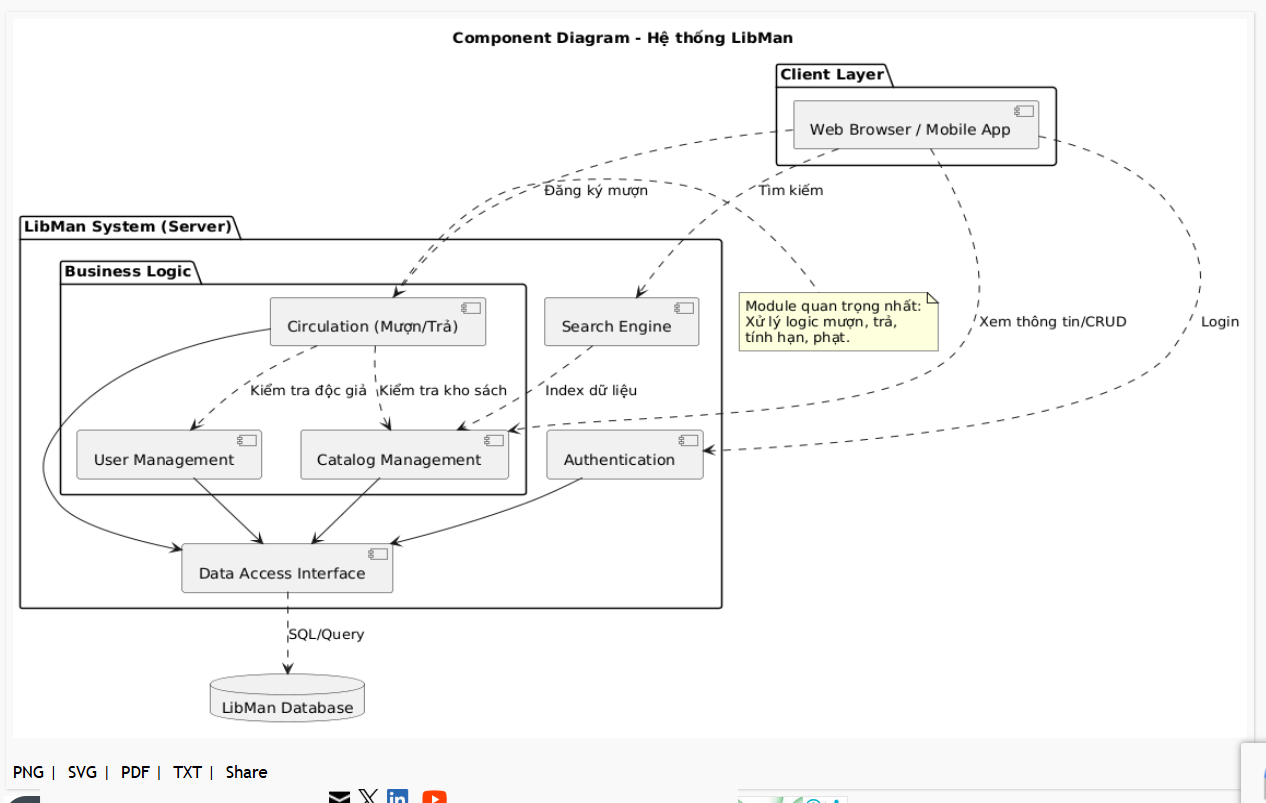 Component Diagram - Hệ thống LibMan
Client Layer
Web Browser / Mobile App
Đăng ký mượn
Tìm kiếm
LibMan System (Server)
Business Logic
Circulation (Mượn/Trả)
Search Engine
Module quan trọng nhất:
Xử lý logic mượn, trả,
tính hạn, phạt.
Xem thông tin/CRUD
Login
Kiểm tra độc giả
Kiểm tra kho sách
Index dữ liệu
User Management
Catalog Management
Authentication
Data Access Interface
SQL/Query
LibMan Database
PNG | SVG | PDF | TXT | Share